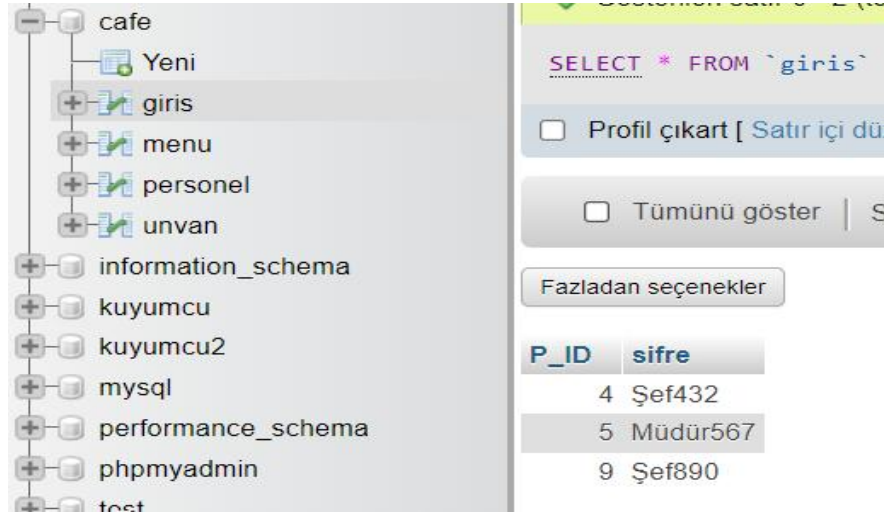 cafe
Yeni
giris
menu
personel
unvan
information_schema
kuyumcu
kuyumcu2
mysql
performance_schema
phpmyadmin
test
SELECT * FROM `giris`
Profil çıkart [ Satır içi dü
Tümünü göster
Fazladan seçenekler
P_ID sifre
4 Şef432
5 Müdür567
9 Şef890